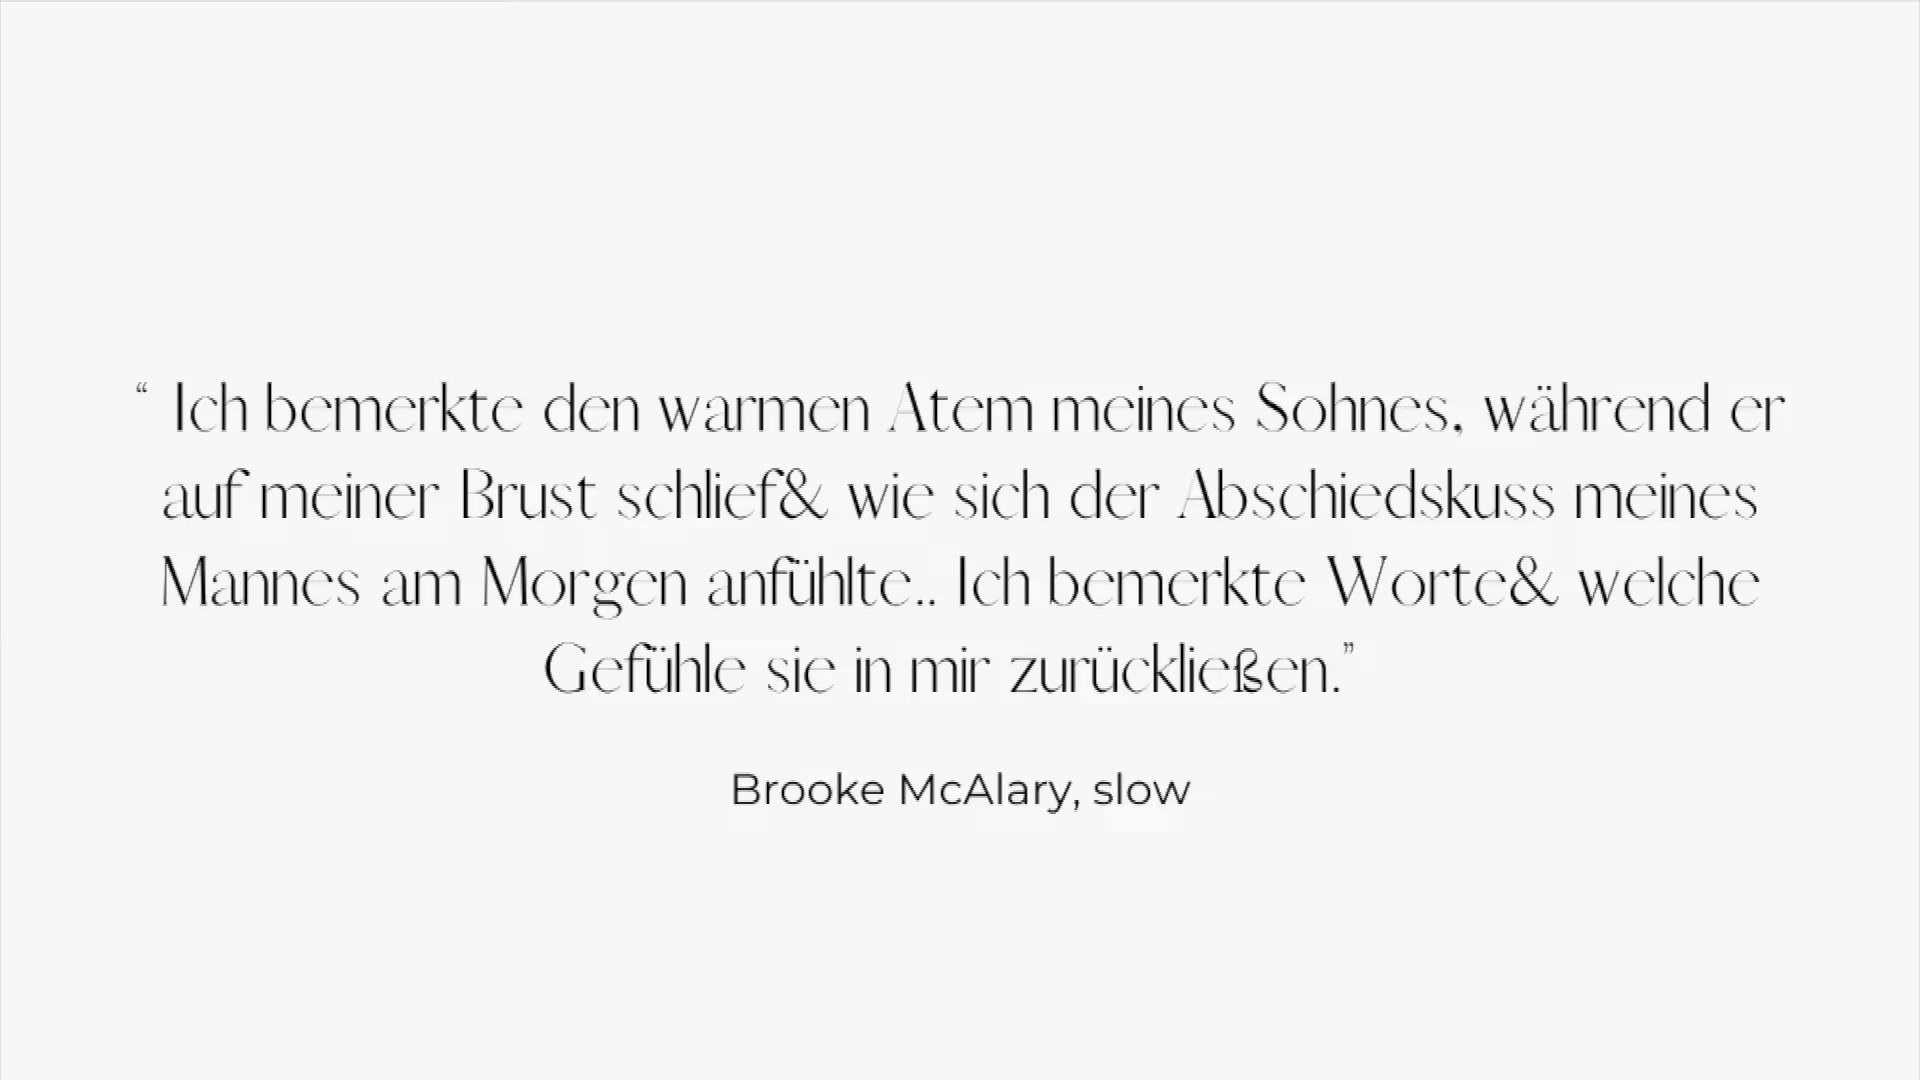 “ Ich bemerkte den warmen Atem meines Sohnes, während er
auf meiner Brust schlief& wie sich der Abschiedskuss meines
Mannes am Morgen anfühlte.. Ich bemerkte Worte& welche
Gefühle sie in mir zurückließen.”
Brooke McAlary, slow